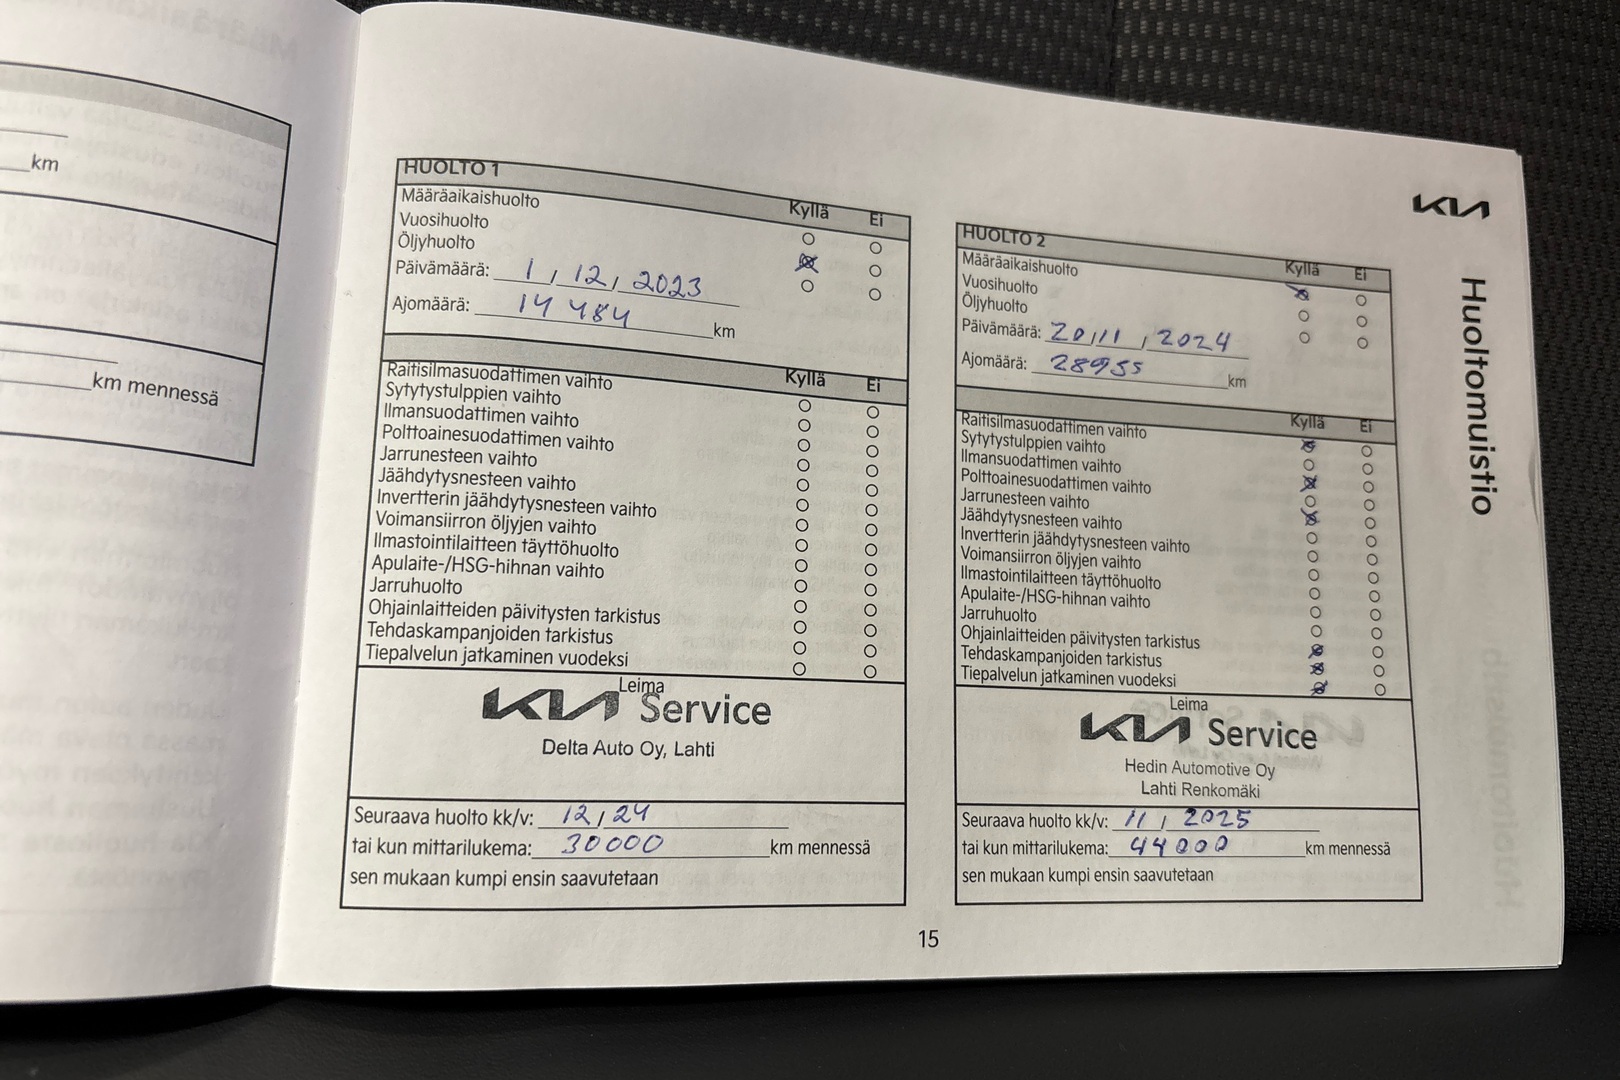 km
km mennessä
HUOLTO 1
Kyllä Ei
Määräaikaishuolto
Vuosihuolto
Öljyhuolto
Päivämäärä: 1 / 12 / 2023
Ajomäärä: 14 484 km
Kyllä Ei
Raitisilmasuodattimen vaihto
Sytytystulppien vaihto
Ilmansuodattimen vaihto
Polttoainesuodattimen vaihto
Jarrunesteen vaihto
Jäähdytysnesteen vaihto
Invertterin jäähdytysnesteen vaihto
Voimansiirron öljyjen vaihto
Ilmastointilaitteen täyttöhuolto
Apulaite-/HSG-hihnan vaihto
Jarruhuolto
Ohjainlaitteiden päivitysten tarkistus
Tehdaskampanjoiden tarkistus
Tiepalvelun jatkaminen vuodeksi
Leima
KIA Service
Delta Auto Oy, Lahti
Seuraava huolto kk/v: 12 / 24
tai kun mittarilukema: 30000 km mennessä
sen mukaan kumpi ensin saavutetaan
HUOLTO 2
Kyllä Ei
Määräaikaishuolto
Vuosihuolto
Öljyhuolto
Päivämäärä: 20 / 11 / 2024
Ajomäärä: 28955 km
Kyllä Ei
Raitisilmasuodattimen vaihto
Sytytystulppien vaihto
Ilmansuodattimen vaihto
Polttoainesuodattimen vaihto
Jarrunesteen vaihto
Jäähdytysnesteen vaihto
Invertterin jäähdytysnesteen vaihto
Voimansiirron öljyjen vaihto
Ilmastointilaitteen täyttöhuolto
Apulaite-/HSG-hihnan vaihto
Jarruhuolto
Ohjainlaitteiden päivitysten tarkistus
Tehdaskampanjoiden tarkistus
Tiepalvelun jatkaminen vuodeksi
Leima
KIA Service
Hedin Automotive Oy
Lahti Renkomäki
Seuraava huolto kk/v: 11 / 2025
tai kun mittarilukema: 44000 km mennessä
sen mukaan kumpi ensin saavutetaan
KIA
Huoltomuistio
15